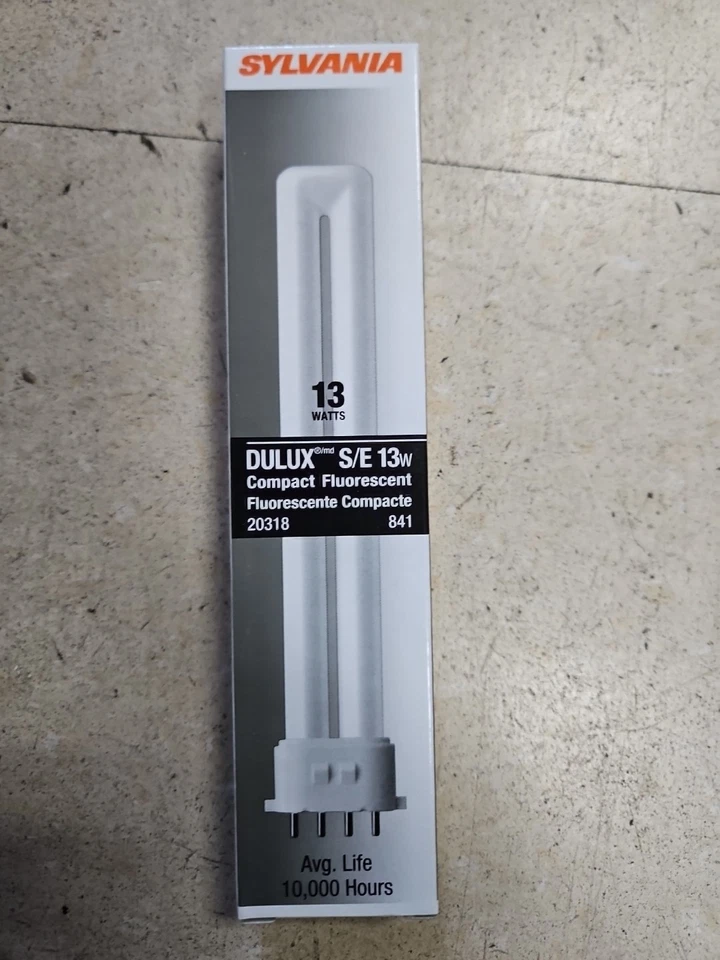 SYLVANIA
13
WATTS
DULUX®/md S/E 13W
Compact Fluorescent
Fluorescente Compacte
20318 841
Avg. Life
10,000 Hours